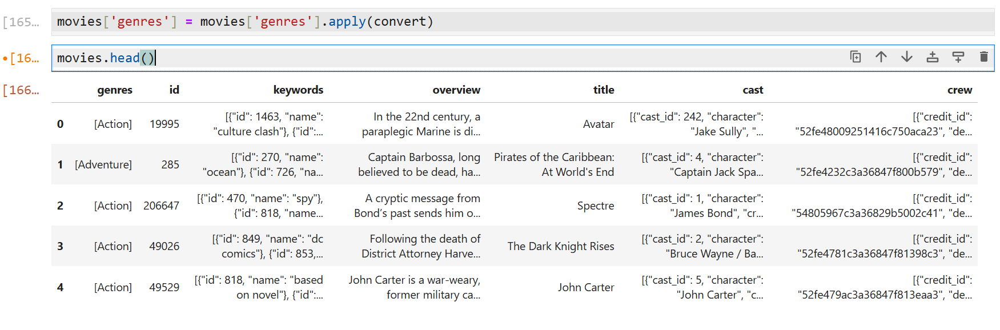 [165...
movies['genres'] = movies['genres'].apply(convert)
•[16...
movies.head()
[166...
genres id keywords overview title cast crew
0 [Action] 19995 [{"id": 1463, "name": "culture clash"}, {"id":... In the 22nd century, a paraplegic Marine is di... Avatar [{"cast_id": 242, "character": "Jake Sully", "... [{"credit_id": "52fe48009251416c750aca23", "de...
1 [Adventure] 285 [{"id": 270, "name": "ocean"}, {"id": 726, "na... Captain Barbossa, long believed to be dead, ha... Pirates of the Caribbean: At World's End [{"cast_id": 4, "character": "Captain Jack Spa... [{"credit_id": "52fe4232c3a36847f800b579", "de...
2 [Action] 206647 [{"id": 470, "name": "spy"}, {"id": 818, "name... A cryptic message from Bond’s past sends him o... Spectre [{"cast_id": 1, "character": "James Bond", "cr... [{"credit_id": "54805967c3a36829b5002c41", "de...
3 [Action] 49026 [{"id": 849, "name": "dc comics"}, {"id": 853,... Following the death of District Attorney Harve... The Dark Knight Rises [{"cast_id": 2, "character": "Bruce Wayne / Ba... [{"credit_id": "52fe4781c3a36847f81398c3", "de...
4 [Action] 49529 [{"id": 818, "name": "based on novel"}, {"id":... John Carter is a war-weary, former military ca... John Carter [{"cast_id": 5, "character": "John Carter", "c... [{"credit_id": "52fe479ac3a36847f813eaa3", "de...